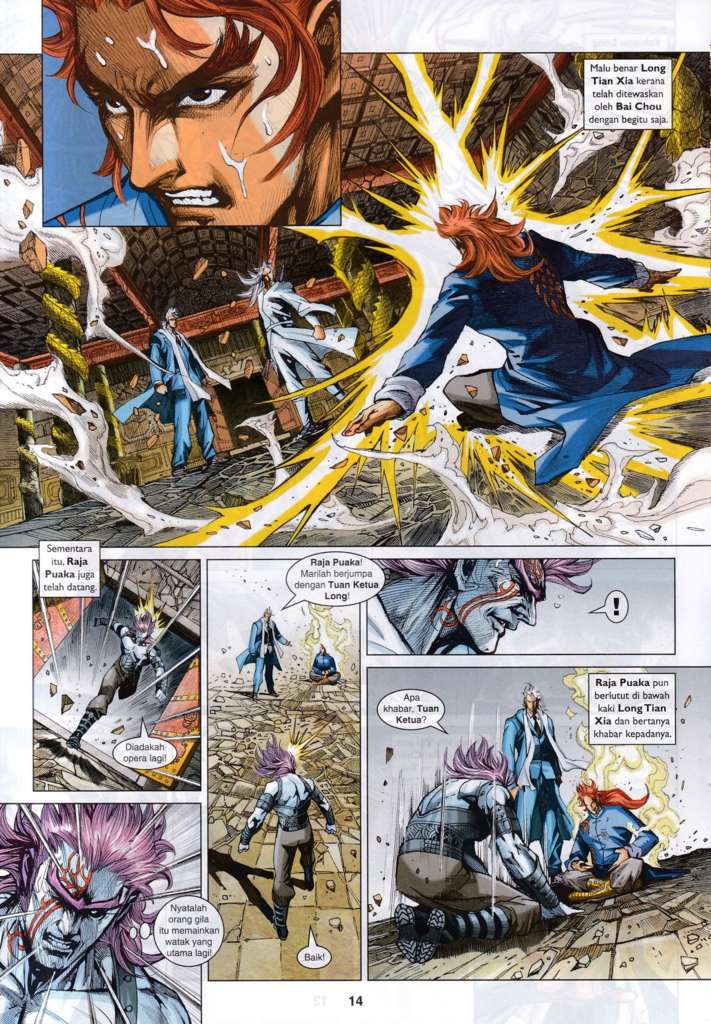 Malu benar Long
Tian Xia kerana
telah ditewaskan
oleh Bai Chou
dengan begitu saja.
Sementara
itu, Raja
Puaka juga
telah datang.
Diadakah
opera lagi!
Raja Puaka!
Marilah berjumpa
dengan Tuan Ketua
Long!
Baik!
!
Nyatalah
orang gila
itu memainkan
watak yang
utama lagi!
Apa
khabar, Tuan
Ketua?
Raja Puaka pun
berlutut di bawah
kaki Long Tian
Xia dan bertanya
khabar kepadanya.
14